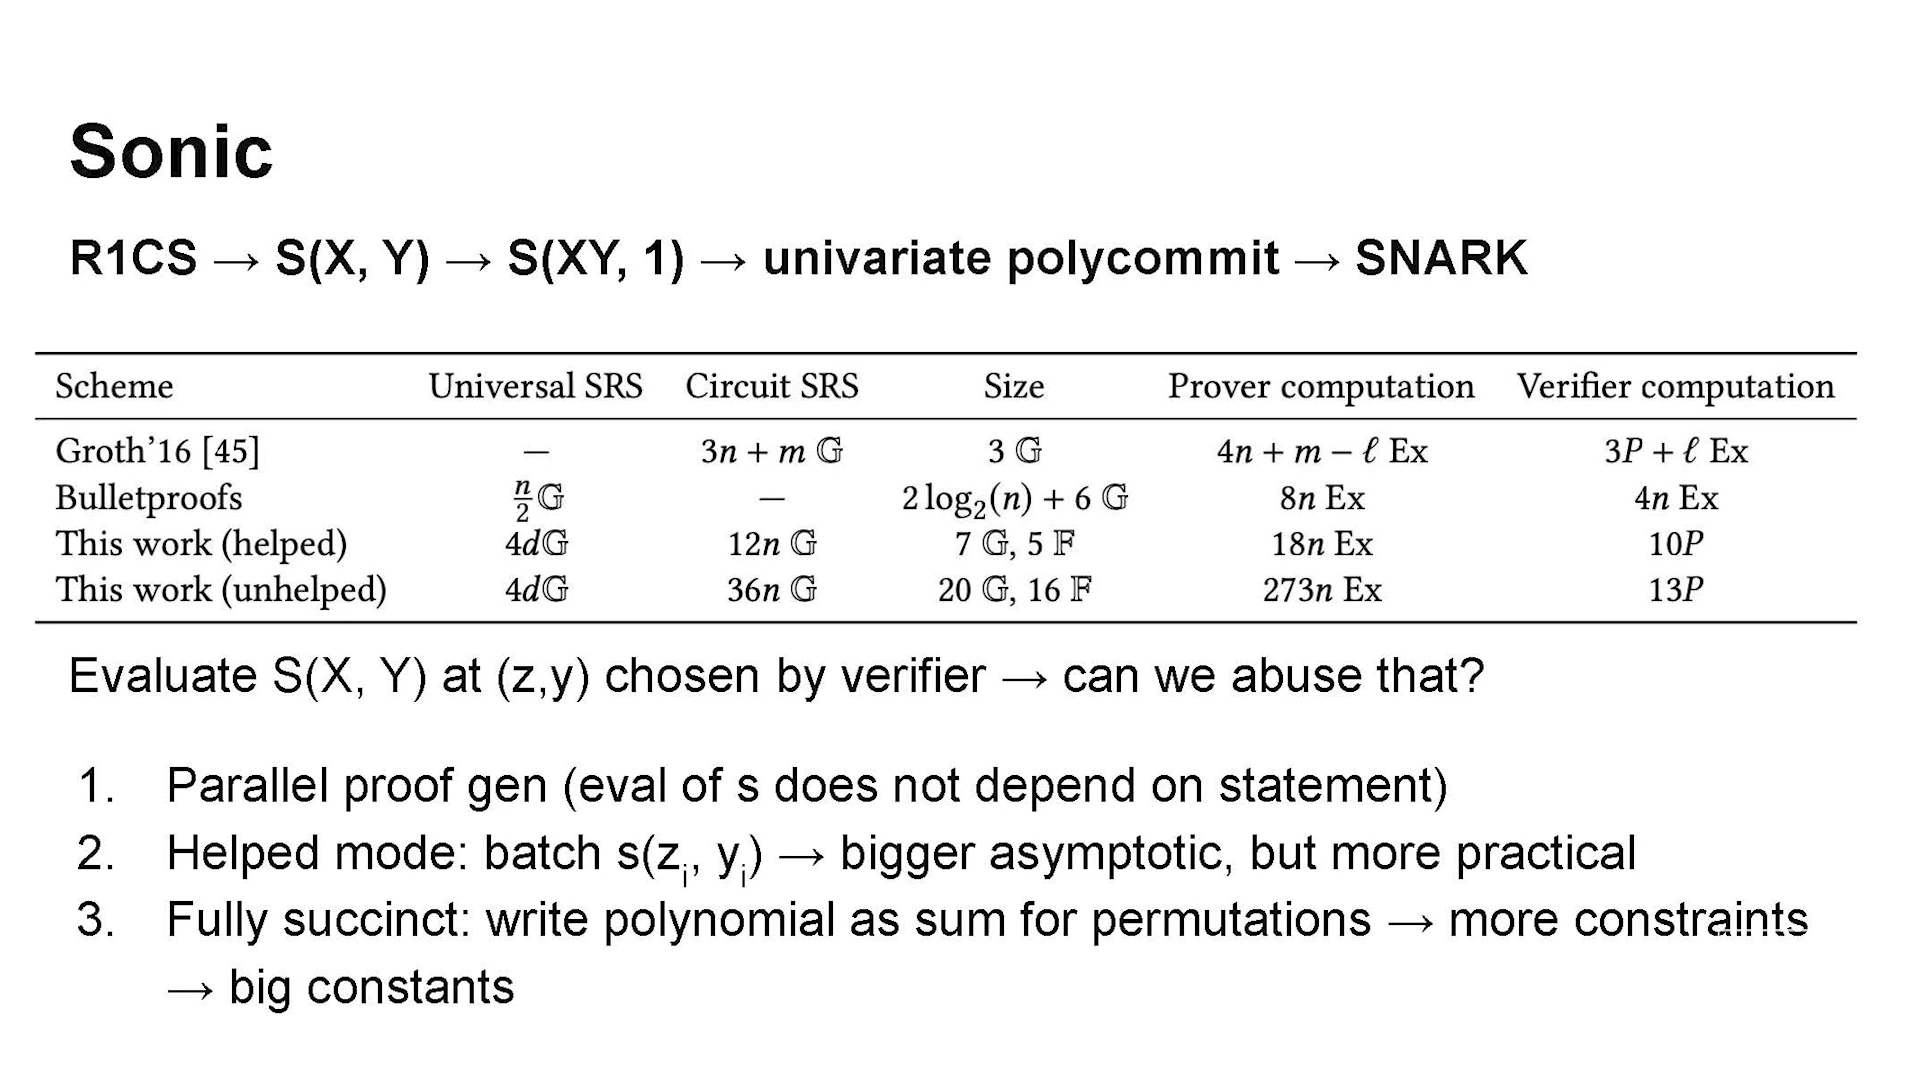 Sonic
R1CS → S(X, Y) → S(XY, 1) → univariate polycommit → SNARK
Scheme Universal SRS Circuit SRS Size Prover computation Verifier computation
Groth’16 [45] — 3n + m 𝔾 3 𝔾 4n + m − ℓ Ex 3P + ℓ Ex
Bulletproofs n/2 𝔾 — 2 log₂(n) + 6 𝔾 8n Ex 4n Ex
This work (helped) 4d𝔾 12n 𝔾 7 𝔾, 5 𝔽 18n Ex 10P
This work (unhelped) 4d𝔾 36n 𝔾 20 𝔾, 16 𝔽 273n Ex 13P
Evaluate S(X, Y) at (z,y) chosen by verifier → can we abuse that?
1. Parallel proof gen (eval of s does not depend on statement)
2. Helped mode: batch s(zᵢ, yᵢ) → bigger asymptotic, but more practical
3. Fully succinct: write polynomial as sum for permutations → more constraints
→ big constants